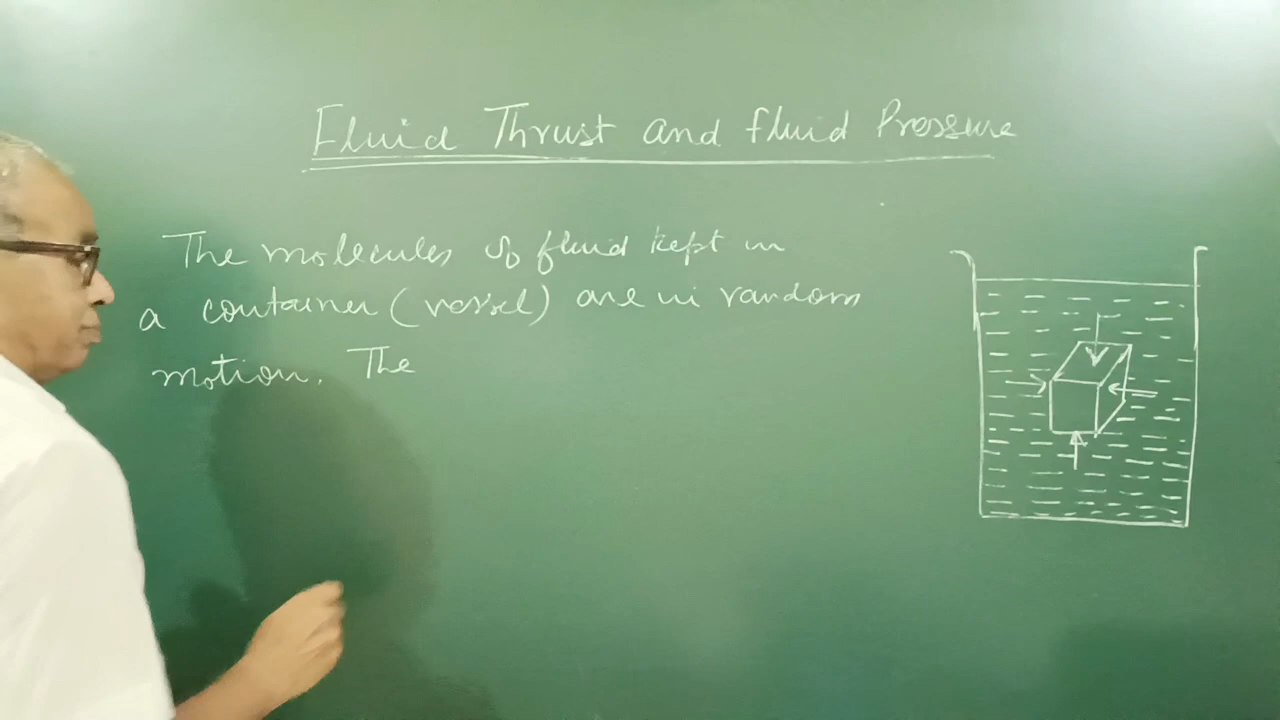 Fluid Thrust and fluid Pressure
The molecules of fluid kept in
a container (vessel) are in random
motion. The